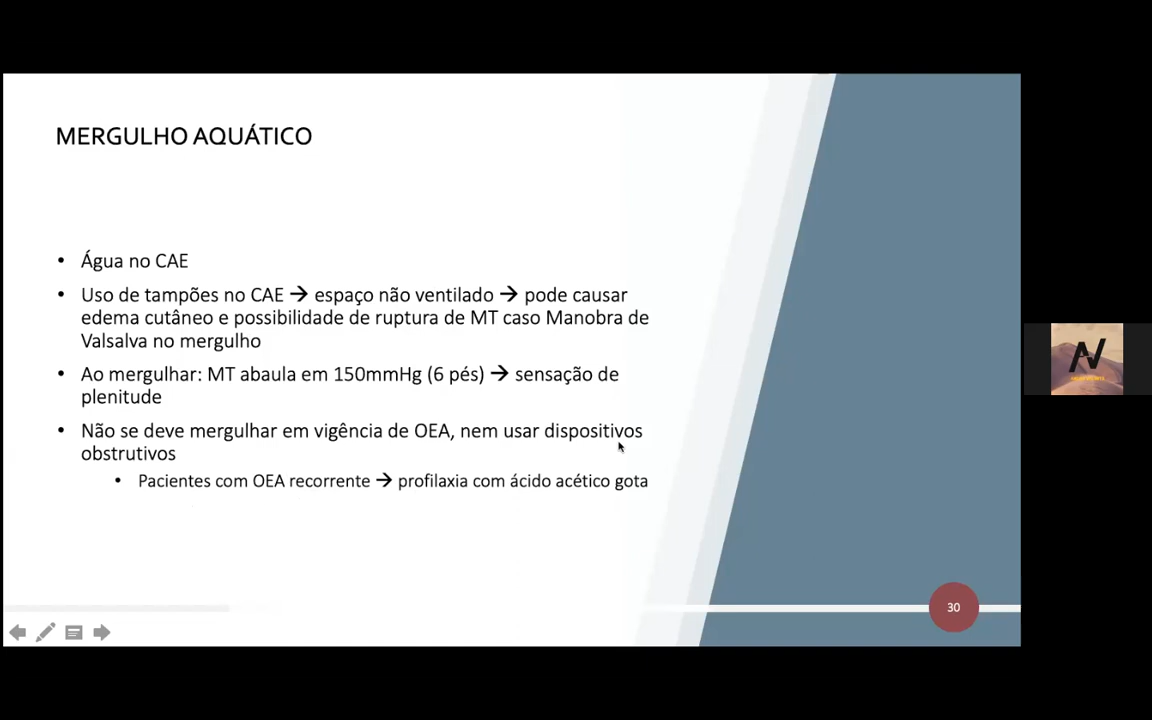 MERGULHO AQUÁTICO
• Água no CAE
• Uso de tampões no CAE → espaço não ventilado → pode causar
edema cutâneo e possibilidade de ruptura de MT caso Manobra de
Valsalva no mergulho
• Ao mergulhar: MT abaula em 150mmHg (6 pés) → sensação de
plenitude
• Não se deve mergulhar em vigência de OEA, nem usar dispositivos
obstrutivos
• Pacientes com OEA recorrente → profilaxia com ácido acético gota
30